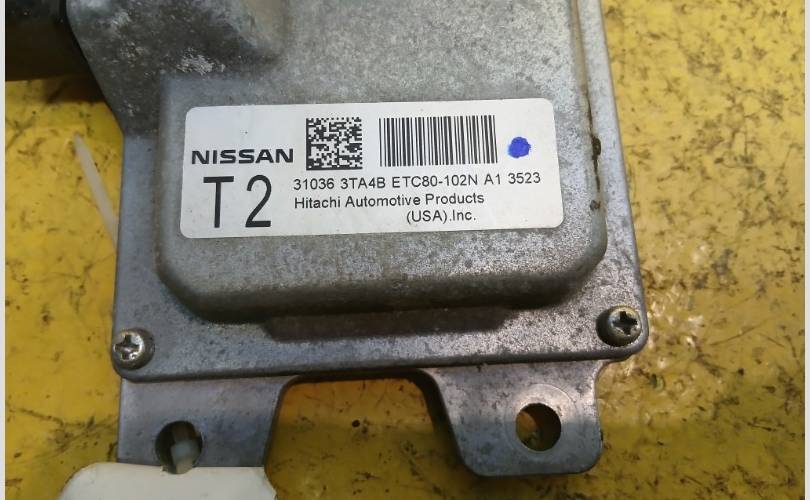 NISSAN
T2
31036 3TA4B ETC80-102N A1 3523
Hitachi Automotive Products
(USA).Inc.